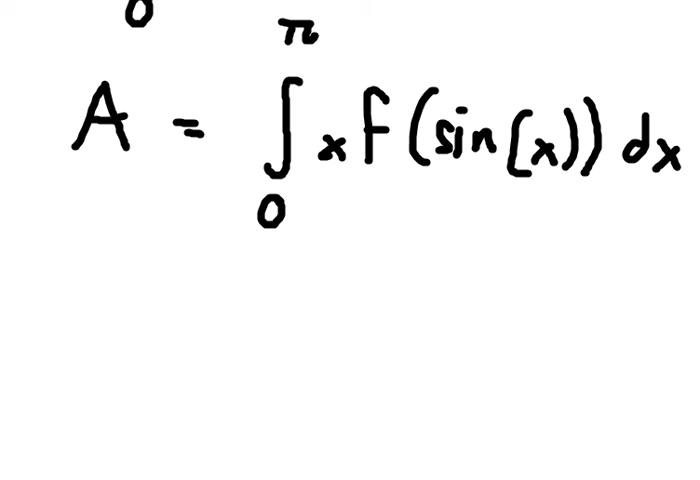 0
π
A = ∫ x f(sin(x)) dx
0